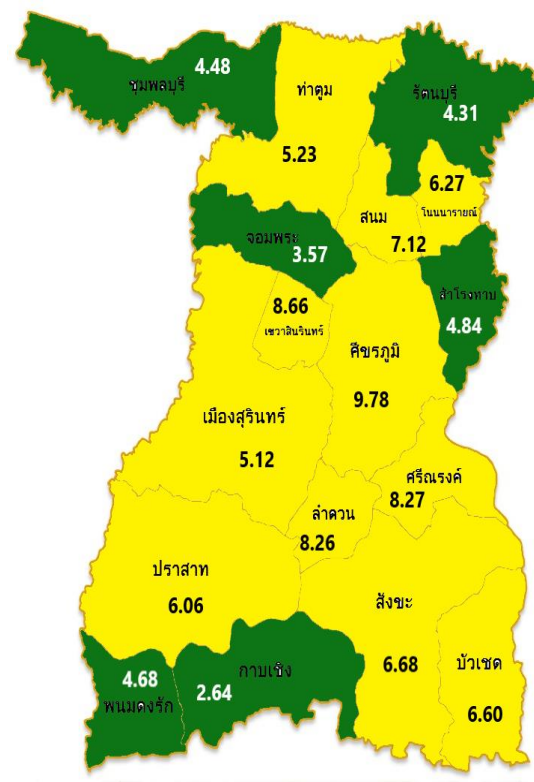 4.48
ชุมพลบุรี
ท่าตูม
5.23
รัตนบุรี
4.31
6.27
โนนนารายณ์
สนม
7.12
จอมพระ
3.57
สำโรงทาบ
4.84
8.66
เขวาสินรินทร์
ศีขรภูมิ
9.78
เมืองสุรินทร์
5.12
ศรีณรงค์
8.27
ลำดวน
8.26
ปราสาท
6.06
สังขะ
6.68
บัวเชด
6.60
กาบเชิง
2.64
4.68
พนมดงรัก